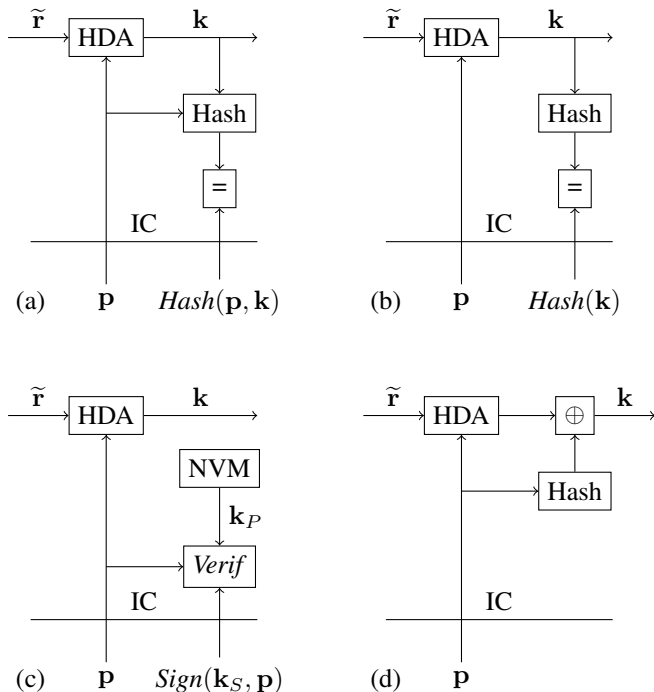 r̃ k
HDA
Hash
=
IC
(a) p Hash(p, k)
r̃ k
HDA
Hash
=
IC
(b) p Hash(k)
r̃ k
HDA
NVM
k_P
Verif
IC
(c) p Sign(k_S, p)
r̃ k
HDA ⊕
Hash
IC
(d) p